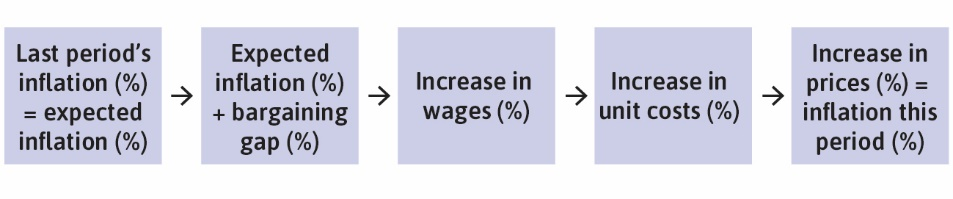 Last period's
inflation (%)
= expected
inflation (%)
→
Expected
inflation (%)
+ bargaining
gap (%)
→
Increase in
wages (%)
→
Increase in
unit costs (%)
→
Increase in
prices (%) =
inflation this
period (%)